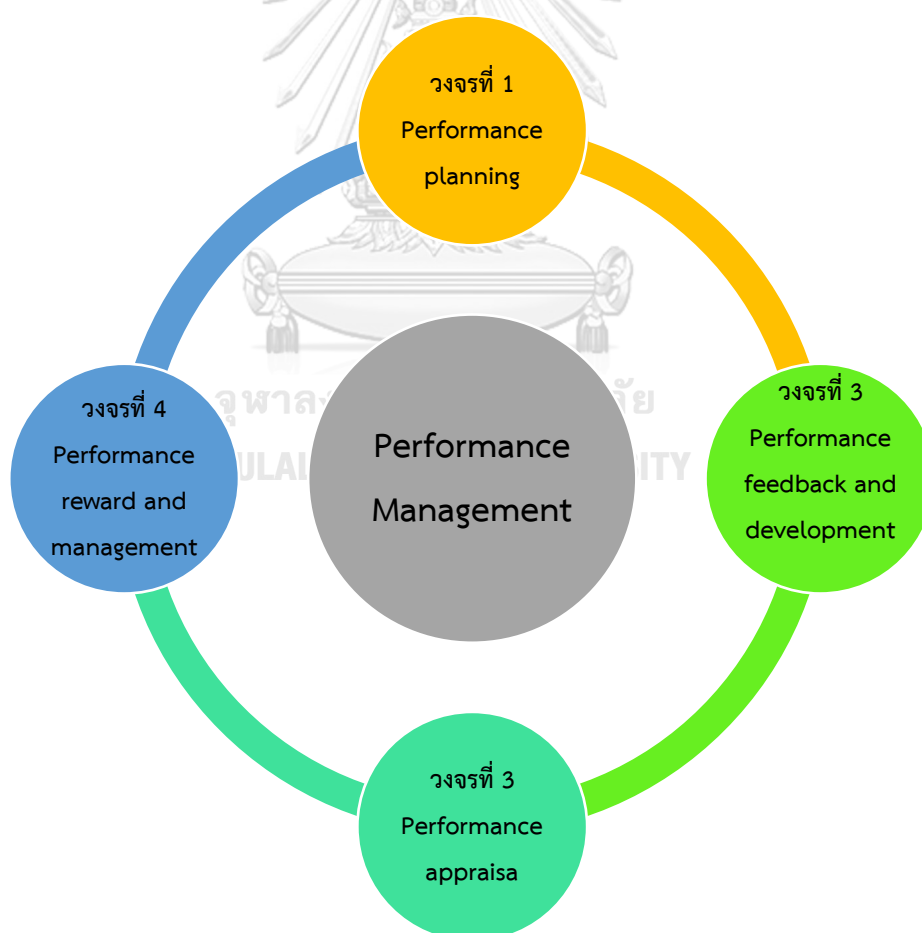 วงจรที่ 1
Performance
planning
วงจรที่ 3
Performance
feedback and
development
วงจรที่ 3
Performance
appraisa
วงจรที่ 4
Performance
reward and
management
Performance
Management